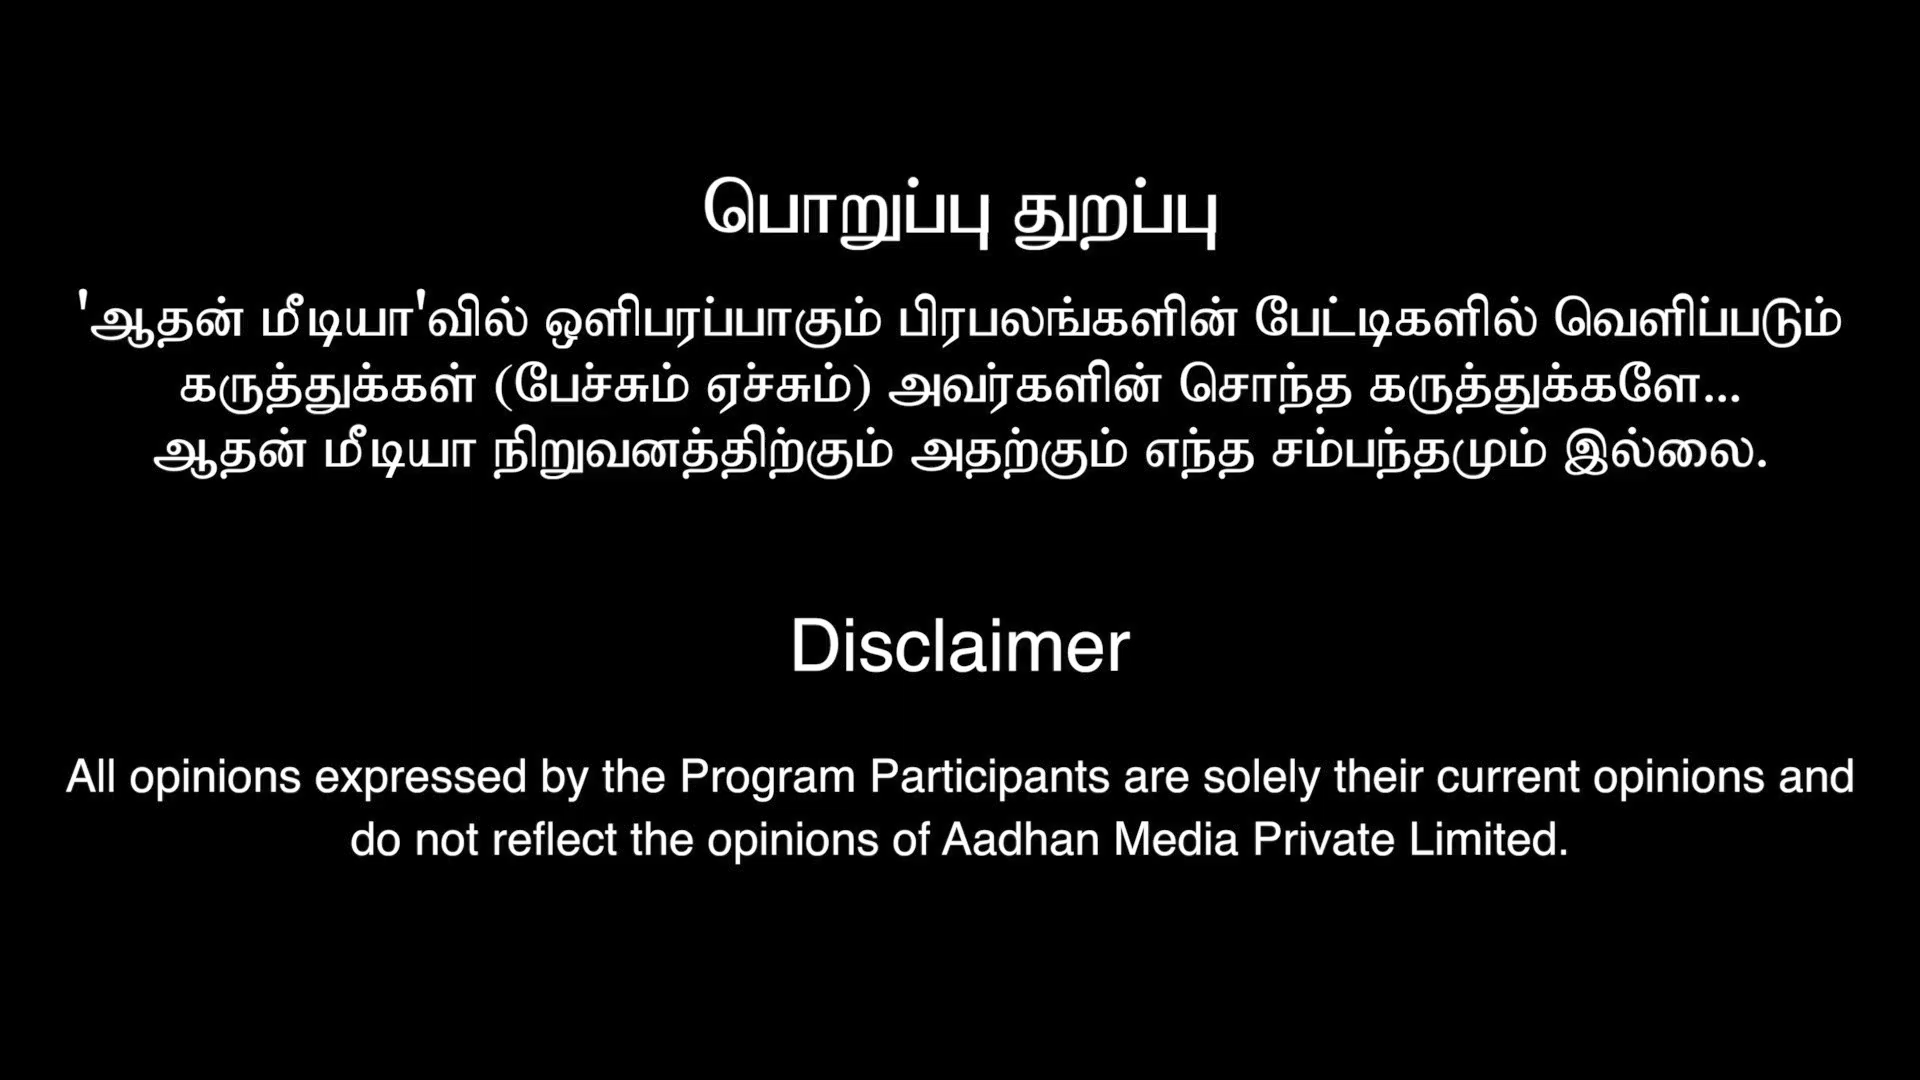 பொறுப்பு துறப்பு
'ஆதன் மீடியா'வில் ஒளிபரப்பாகும் பிரபலங்களின் பேட்டிகளில் வெளிப்படும்
கருத்துக்கள் (பேச்சும் ஏச்சும்) அவர்களின் சொந்த கருத்துக்களே...
ஆதன் மீடியா நிறுவனத்திற்கும் அதற்கும் எந்த சம்பந்தமும் இல்லை.
Disclaimer
All opinions expressed by the Program Participants are solely their current opinions and
do not reflect the opinions of Aadhan Media Private Limited.